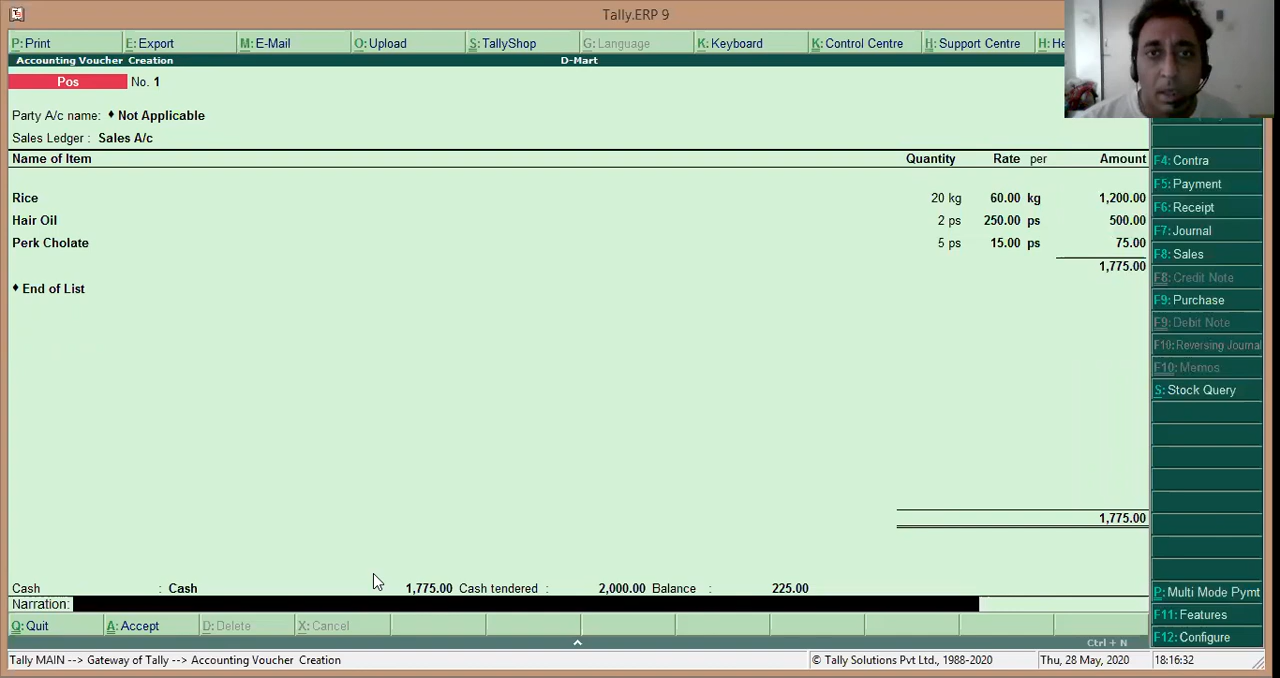 Tally.ERP 9
P: Print E: Export M: E-Mail O: Upload S: TallyShop G: Language K: Keyboard K: Control Centre H: Support Centre H: He
Accounting Voucher Creation D-Mart
Pos No. 1
Party A/c name: ♦ Not Applicable
Sales Ledger : Sales A/c
Name of Item Quantity Rate per Amount
Rice 20 kg 60.00 kg 1,200.00
Hair Oil 2 ps 250.00 ps 500.00
Perk Cholate 5 ps 15.00 ps 75.00
1,775.00
♦ End of List
1,775.00
Cash : Cash 1,775.00 Cash tendered : 2,000.00 Balance : 225.00
Narration:
F4: Contra
F5: Payment
F6: Receipt
F7: Journal
F8: Sales
F8: Credit Note
F9: Purchase
F9: Debit Note
F10: Reversing Journal
F10: Memos
S: Stock Query
P: Multi Mode Pymt
F11: Features
F12: Configure
Q: Quit A: Accept D: Delete X: Cancel
Ctrl + N
Tally MAIN --> Gateway of Tally --> Accounting Voucher Creation © Tally Solutions Pvt Ltd., 1988-2020 Thu, 28 May, 2020 18:16:32